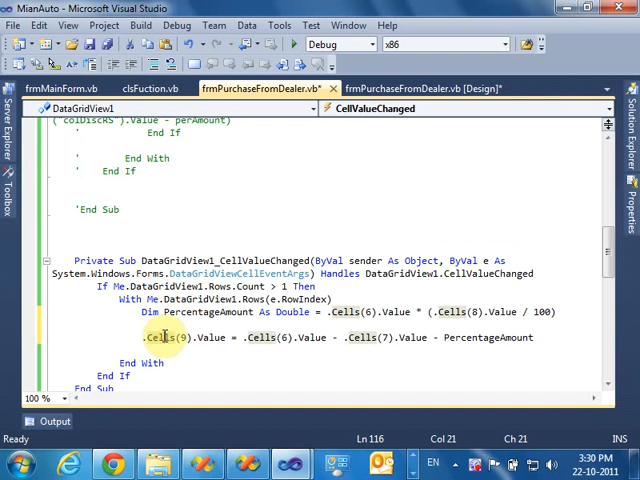 MianAuto - Microsoft Visual Studio
File Edit View Project Build Debug Team Data Tools Test Window Help
Debug x86
frmMainForm.vb clsFuction.vb frmPurchaseFromDealer.vb* frmPurchaseFromDealer.vb [Design]*
DataGridView1 CellValueChanged
Server Explorer
Toolbox
Solution Explorer
Properties
("colDiscRS").Value - perAmount)
' End If
' End With
' End If
'End Sub
Private Sub DataGridView1_CellValueChanged(ByVal sender As Object, ByVal e As
System.Windows.Forms.DataGridViewCellEventArgs) Handles DataGridView1.CellValueChanged
If Me.DataGridView1.Rows.Count > 1 Then
With Me.DataGridView1.Rows(e.RowIndex)
Dim PercentageAmount As Double = .Cells(6).Value * (.Cells(8).Value / 100)
.Cells(9).Value = .Cells(6).Value - .Cells(7).Value - PercentageAmount
End With
End If
End Sub
100 %
Output
Ready Ln 116 Col 21 Ch 21
EN 3:30 PM
22-10-2011